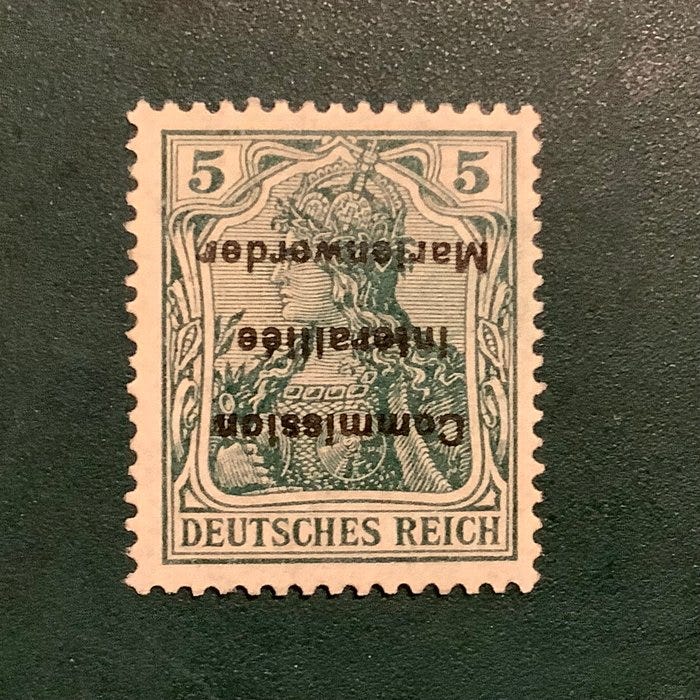 5 5
Commission
Interalliée
Marienwerder
DEUTSCHES REICH